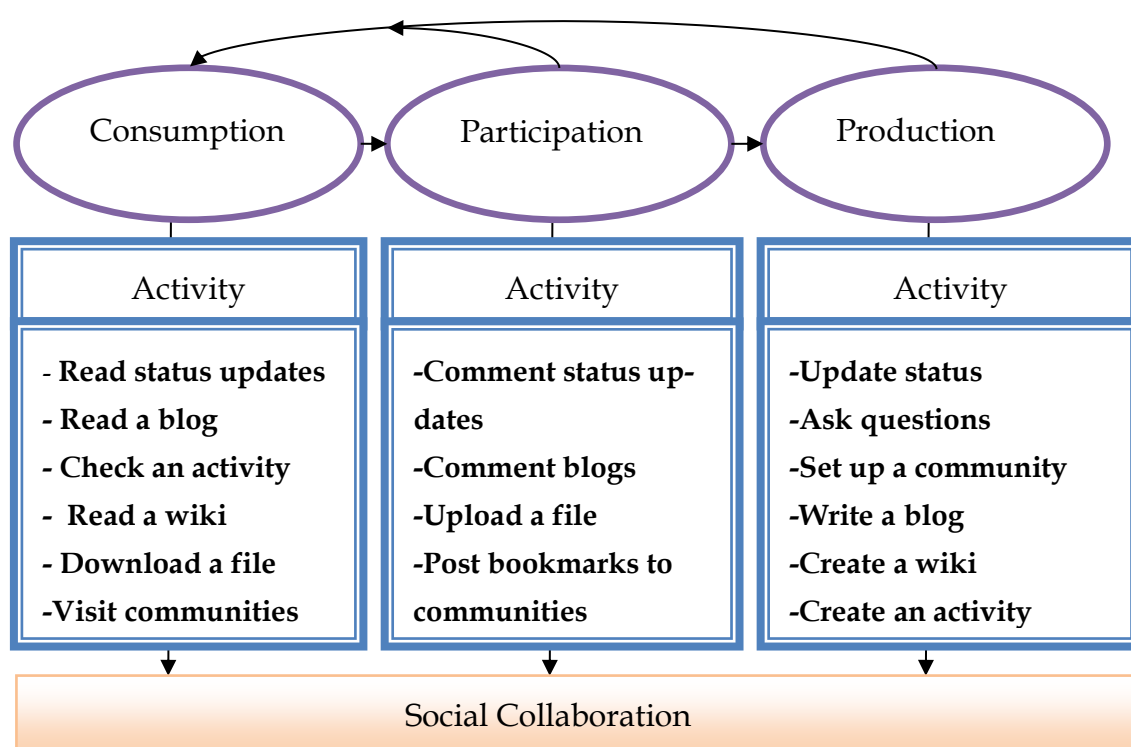 Consumption
Participation
Production
Activity
- Read status updates
- Read a blog
- Check an activity
- Read a wiki
- Download a file
-Visit communities
Activity
-Comment status up-
dates
-Comment blogs
-Upload a file
-Post bookmarks to
communities
Activity
-Update status
-Ask questions
-Set up a community
-Write a blog
-Create a wiki
-Create an activity
Social Collaboration